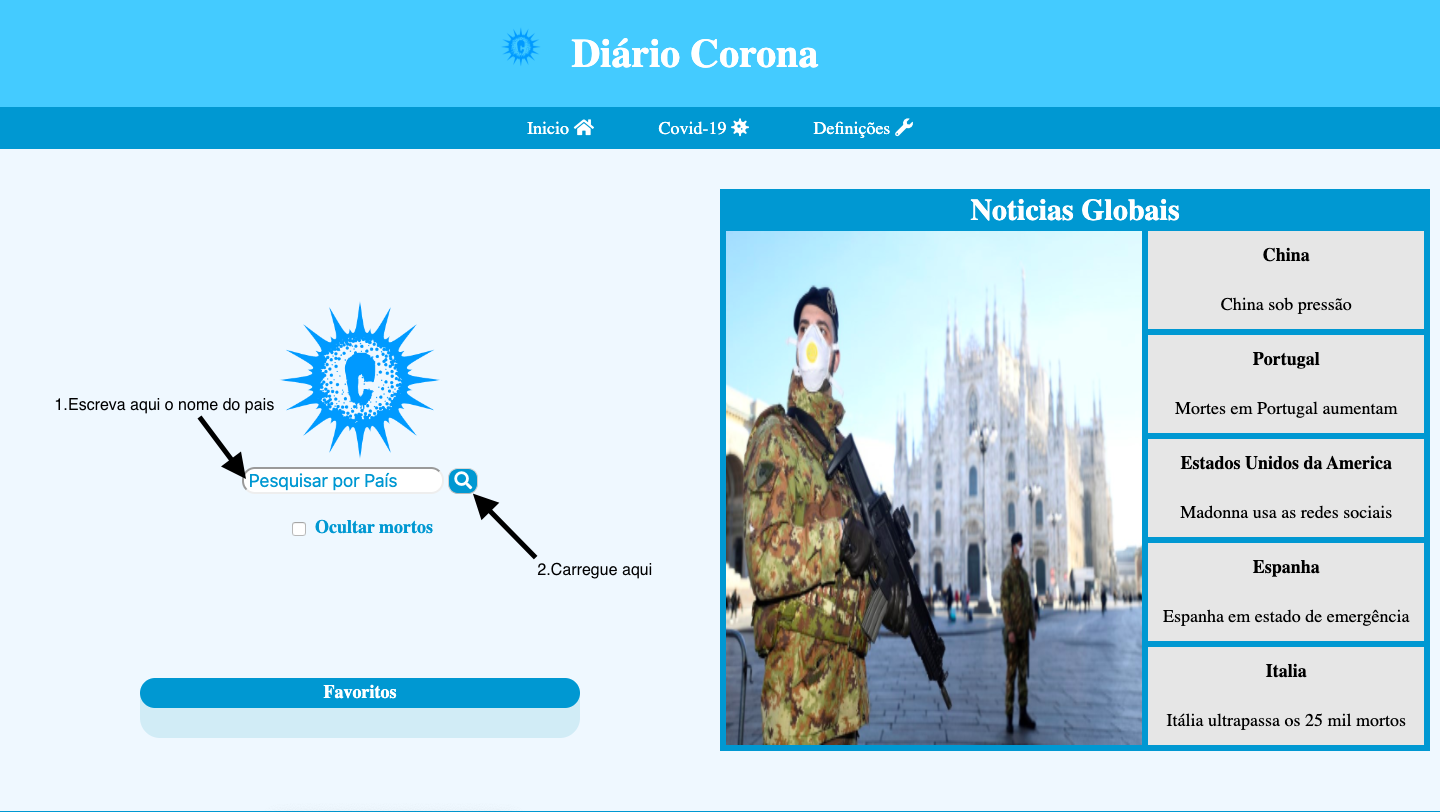 Diário Corona
Inicio
Covid-19
Definições
1.Escreva aqui o nome do pais
Pesquisar por País
Ocultar mortos
2.Carregue aqui
Favoritos
Noticias Globais
China
China sob pressão
Portugal
Mortes em Portugal aumentam
Estados Unidos da America
Madonna usa as redes sociais
Espanha
Espanha em estado de emergência
Italia
Itália ultrapassa os 25 mil mortos